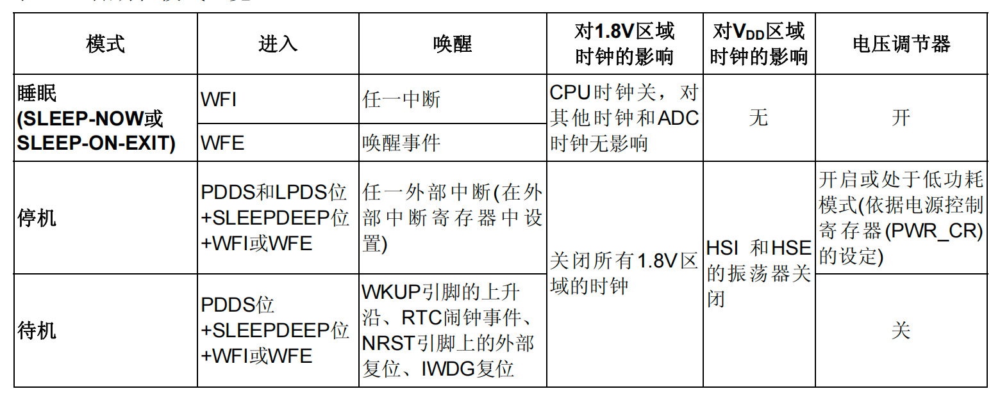 模式
进入
唤醒
对1.8V区域
时钟的影响
对VDD区域
时钟的影响
电压调节器
睡眠
(SLEEP-NOW或
SLEEP-ON-EXIT)
WFI
任一中断
WFE
唤醒事件
CPU时钟关，对
其他时钟和ADC
时钟无影响
无
开
停机
PDDS和LPDS位
+SLEEPDEEP位
+WFI或WFE
任一外部中断(在外
部中断寄存器中设
置)
关闭所有1.8V区
域的时钟
HSI 和HSE
的振荡器关
闭
开启或处于低功耗
模式(依据电源控制
寄存器(PWR_CR)
的设定)
待机
PDDS位
+SLEEPDEEP位
+WFI或WFE
WKUP引脚的上升
沿、RTC闹钟事件、
NRST引脚上的外部
复位、IWDG复位
关